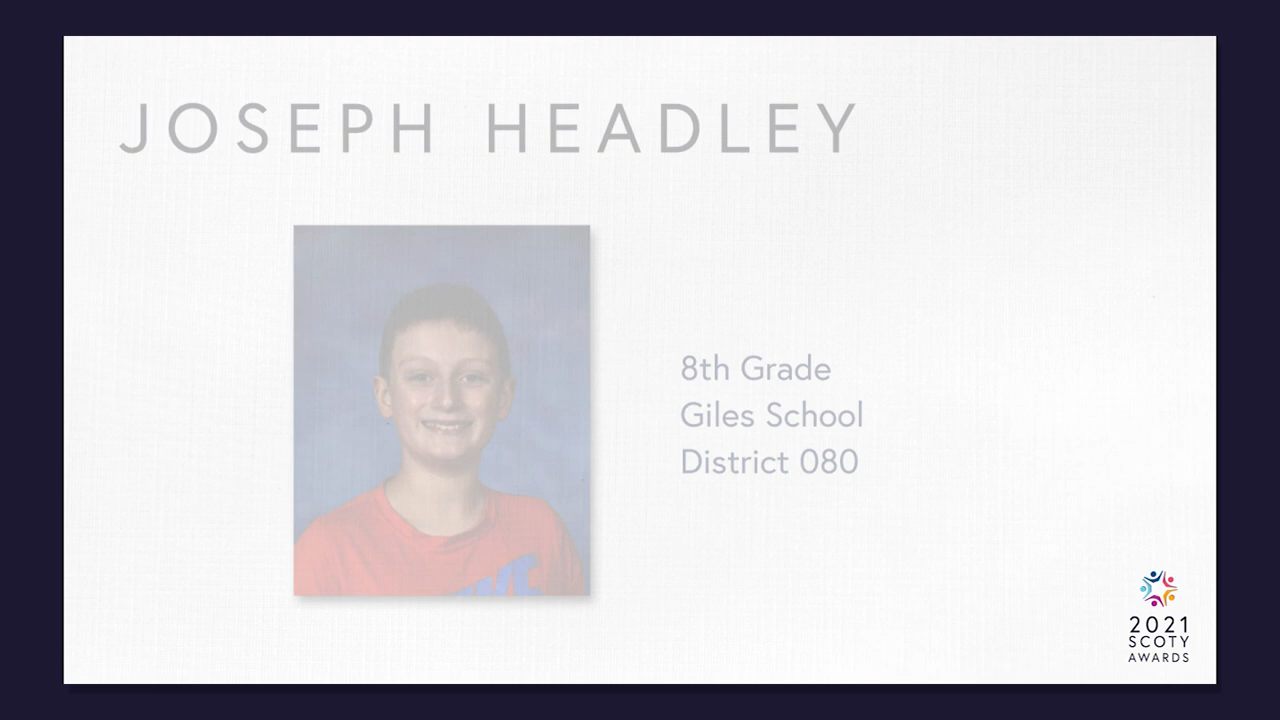 JOSEPH HEADLEY
8th Grade
Giles School
District 080
2021
SCOTY
AWARDS